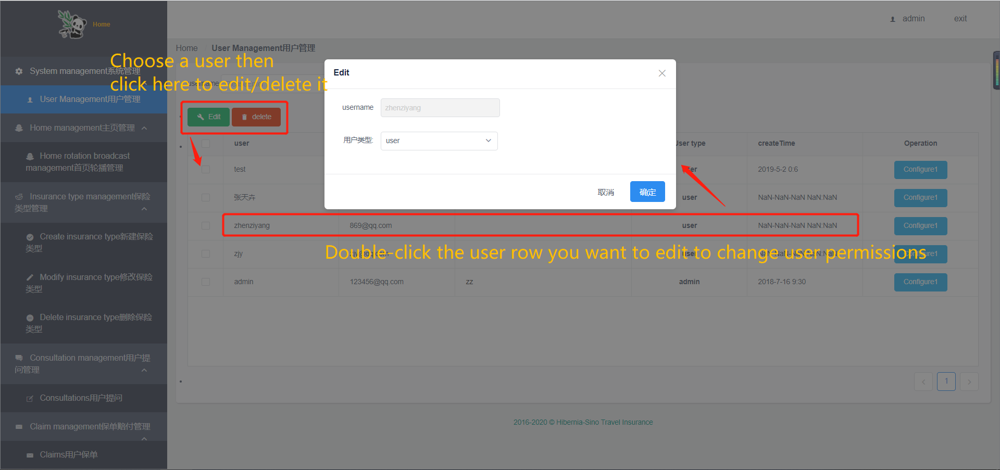 Home
System management系统管理
User Management用户管理
Home management主页管理
Home rotation broadcast
management首页轮播管理
Insurance type management保险
类型管理
Create insurance type新建保险
类型
Modify insurance type修改保险
类型
Delete insurance type删除保险
类型
Consultation management用户提
问管理
Consultations用户提问
Claim management保单赔付管理
Claims用户保单
admin exit
Home User Management用户管理
Choose a user then
click here to edit/delete it
username
Edit delete
Edit
username zhenziyang
用户类型: user
取消 确定
user User type createTime Operation
test user 2019-5-2 0:6 Configure1
张天卉 user NaN-NaN-NaN NaN:NaN Configure1
zhenziyang 869@qq.com user NaN-NaN-NaN NaN:NaN Configure1
Double-click the user row you want to edit to change user permissions
zjy zjy@qq.com user NaN-NaN-NaN NaN:NaN Configure1
admin 123456@qq.com zz admin 2018-7-16 9:30 Configure1
1
2016-2020 © Hibernia-Sino Travel Insurance